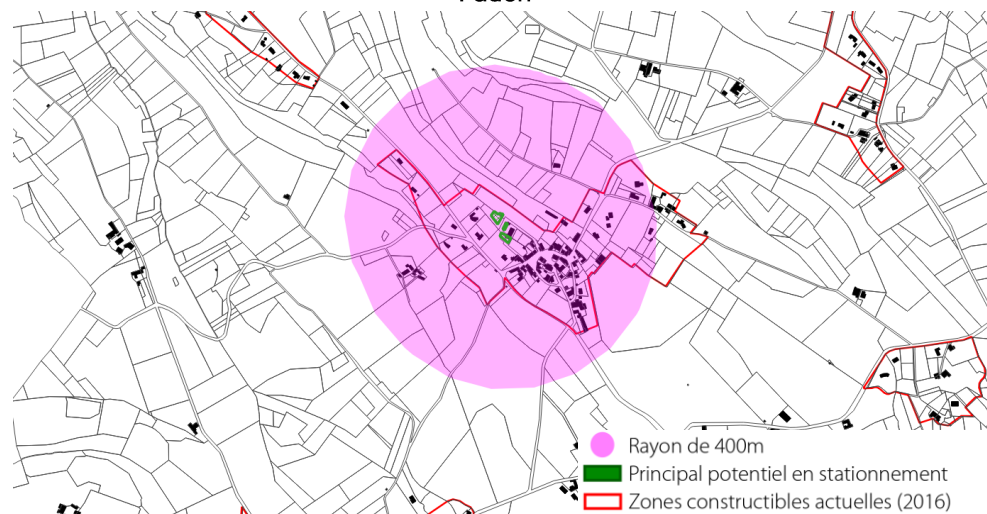 Rayon de 400m
Principal potentiel en stationnement
Zones constructibles actuelles (2016)